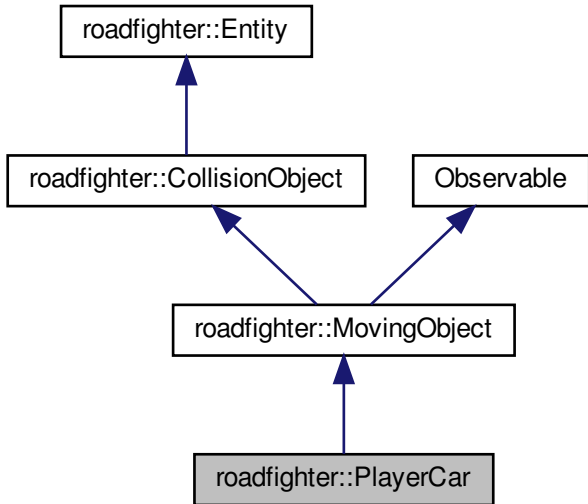 roadfighter::Entity
roadfighter::CollisionObject
Observable
roadfighter::MovingObject
roadfighter::PlayerCar